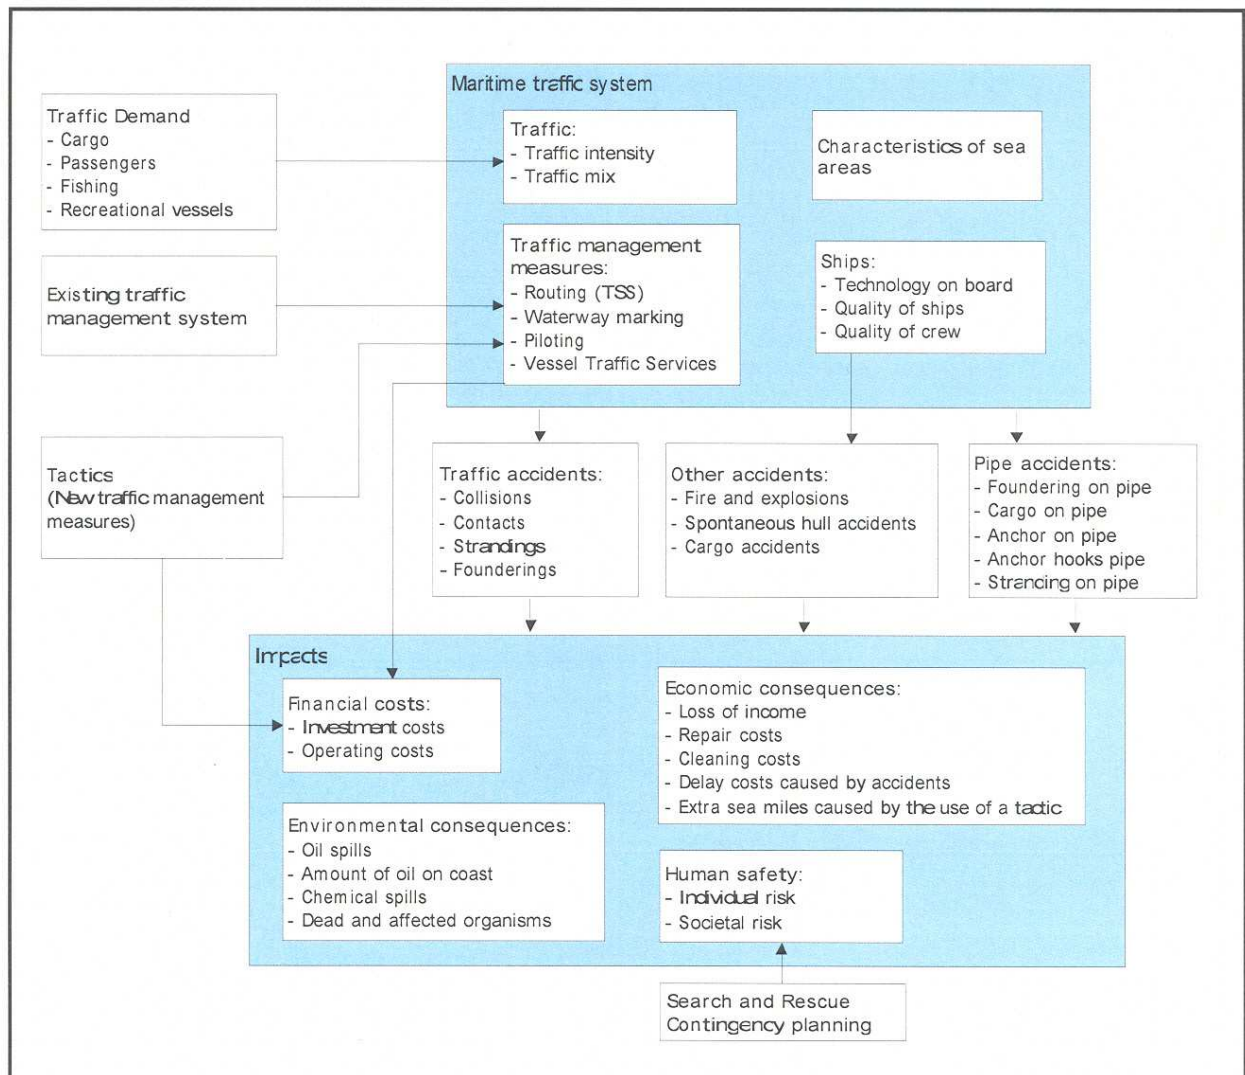 Maritime traffic system
Traffic Demand
- Cargo
- Passengers
- Fishing
- Recreational vessels
Traffic:
- Traffic intensity
- Traffic mix
Characteristics of sea
areas
Existing traffic
management system
Traffic management
measures:
- Routing (TSS)
- Waterway marking
- Piloting
- Vessel Traffic Services
Ships:
- Technology on board
- Quality of ships
- Quality of crew
Tactics
(New traffic management
measures)
Traffic accidents:
- Collisions
- Contacts
- Strandings
- Founderings
Other accidents:
- Fire and explosions
- Spontaneous hull accidents
- Cargo accidents
Pipe accidents:
- Foundering on pipe
- Cargo on pipe
- Anchor on pipe
- Anchor hooks pipe
- Stranding on pipe
Impacts
Financial costs:
- Investment costs
- Operating costs
Economic consequences:
- Loss of income
- Repair costs
- Cleaning costs
- Delay costs caused by accidents
- Extra sea miles caused by the use of a tactic
Environmental consequences:
- Oil spills
- Amount of oil on coast
- Chemical spills
- Dead and affected organisms
Human safety:
- Individual risk
- Societal risk
Search and Rescue
Contingency planning